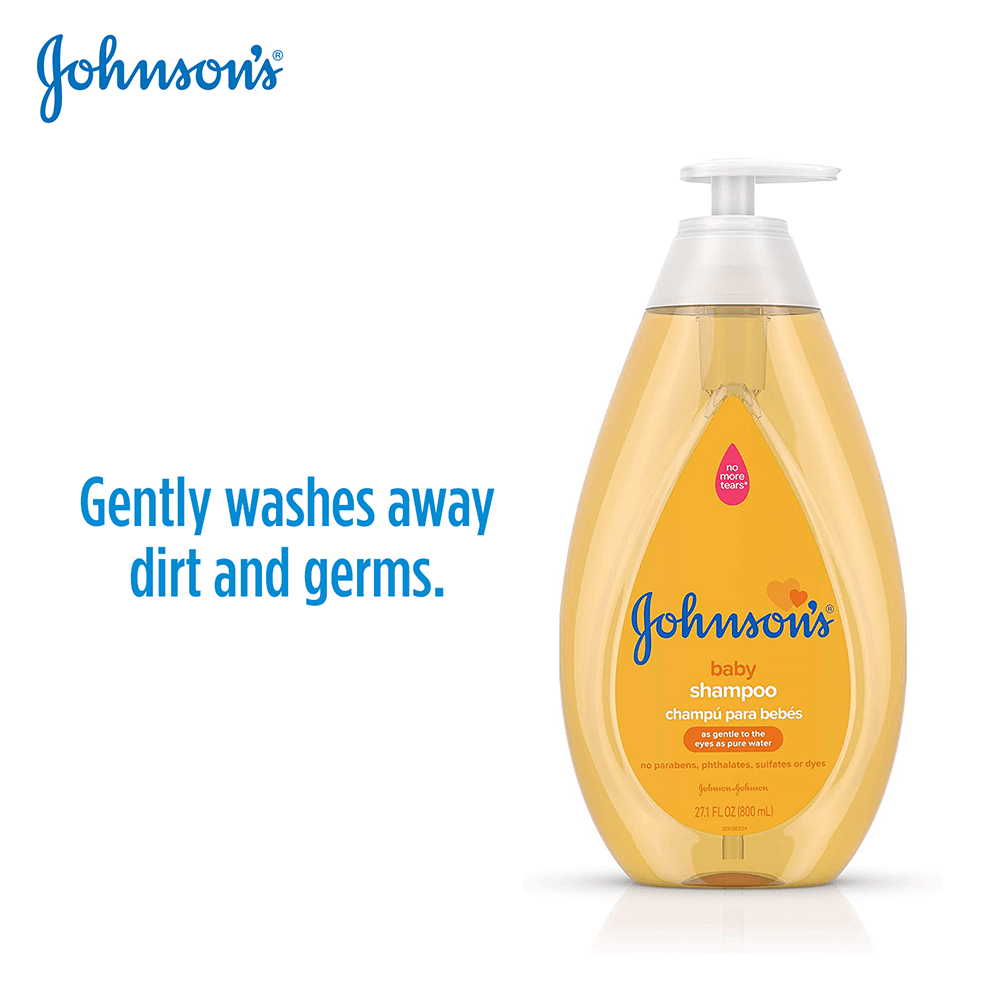 Johnson's®
Gently washes away
dirt and germs.
no
more
tears*
Johnson's®
baby
shampoo
champú para bebés
as gentle to the
eyes as pure water
no parabens, phthalates, sulfates or dyes
Johnson & Johnson
27.1 FL OZ (800 mL)
30038324